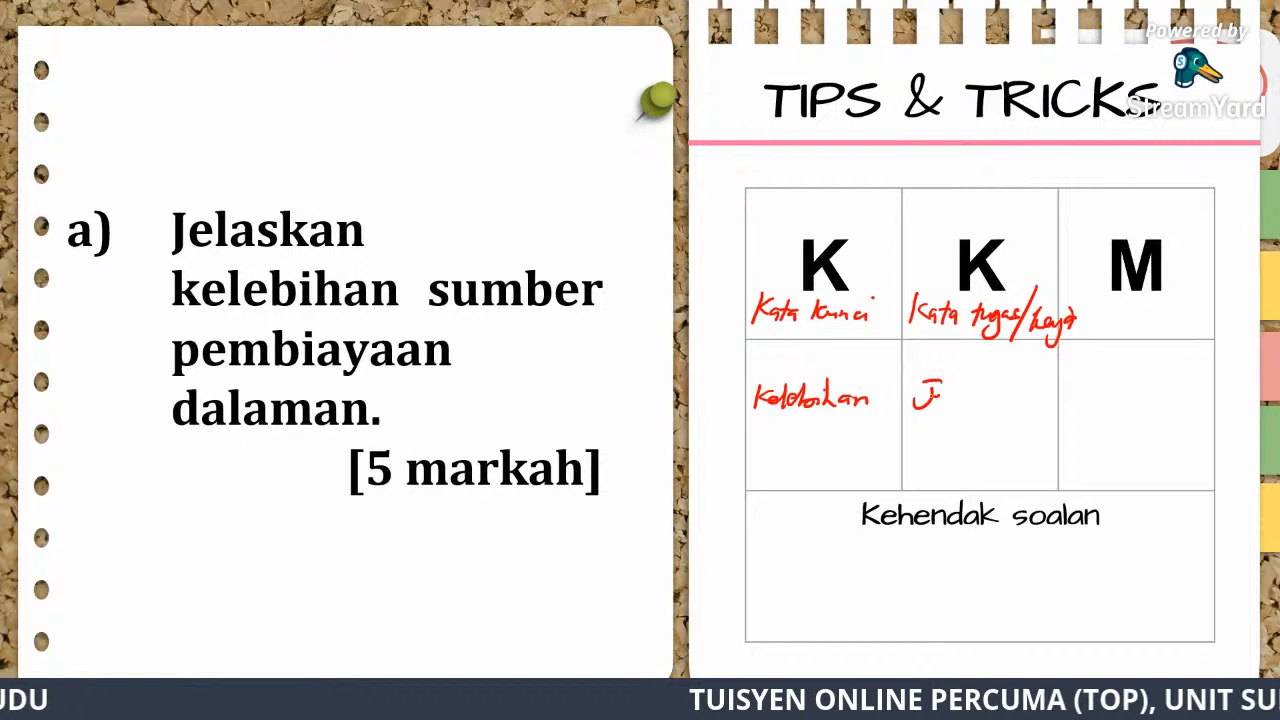 a) Jelaskan
kelebihan sumber
pembiayaan
dalaman.
[5 markah]
Powered by
StreamYard
TIPS & TRICKS
K K M
Kata kunci Kata tugas/
Kelebihan
Kehendak soalan
UDU
TUISYEN ONLINE PERCUMA (TOP), UNIT SU